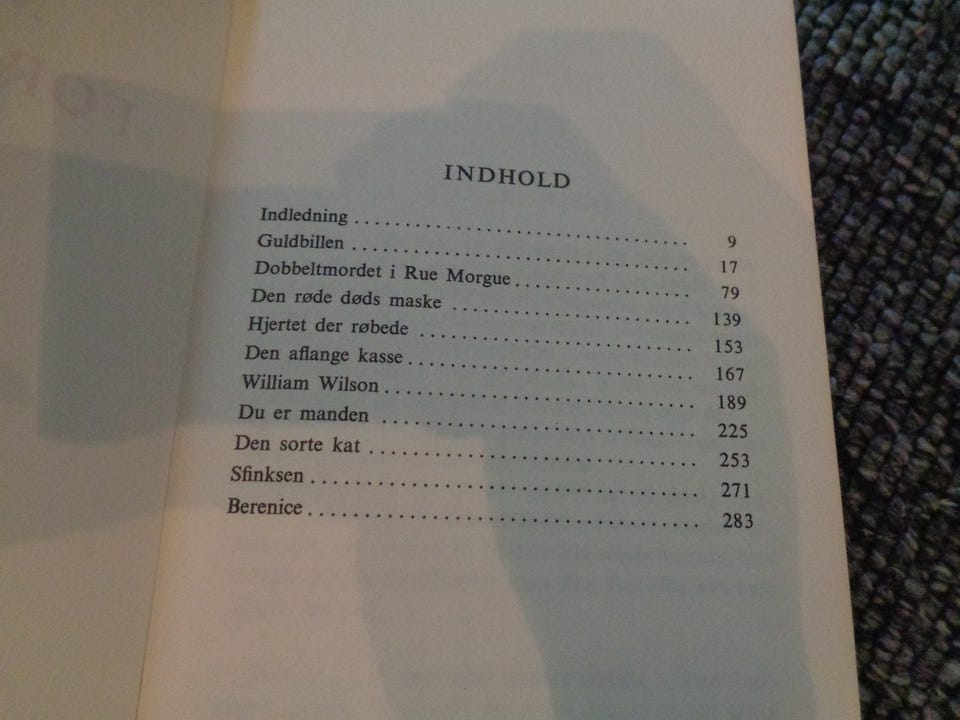 INDHOLD
Indledning ........................................ 9
Guldbillen ........................................ 17
Dobbeltmordet i Rue Morgue .................... 79
Den røde døds maske ........................... 139
Hjertet der røbede ............................... 153
Den aflange kasse ................................ 167
William Wilson ................................... 189
Du er manden .................................... 225
Den sorte kat ..................................... 253
Sfinksen ............................................ 271
Berenice ............................................ 283